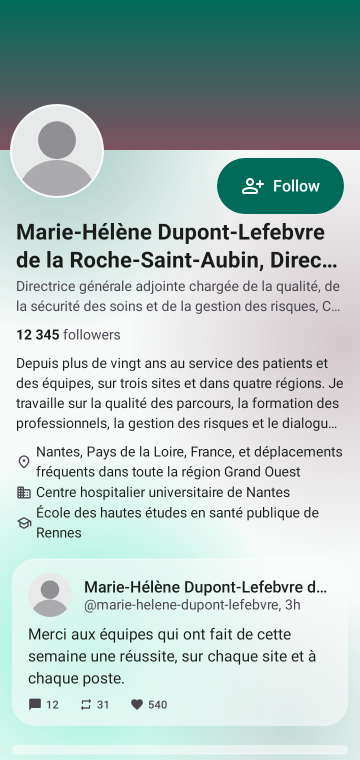 Follow
Marie-Hélène Dupont-Lefebvre
de la Roche-Saint-Aubin, Direc…
Directrice générale adjointe chargée de la qualité, de
la sécurité des soins et de la gestion des risques, C…
12 345 followers
Depuis plus de vingt ans au service des patients et
des équipes, sur trois sites et dans quatre régions. Je
travaille sur la qualité des parcours, la formation des
professionnels, la gestion des risques et le dialogu…
Nantes, Pays de la Loire, France, et déplacements
fréquents dans toute la région Grand Ouest
Centre hospitalier universitaire de Nantes
École des hautes études en santé publique de
Rennes
Marie-Hélène Dupont-Lefebvre d…
@marie-helene-dupont-lefebvre, 3h
Merci aux équipes qui ont fait de cette
semaine une réussite, sur chaque site et à
chaque poste.
12 31 540